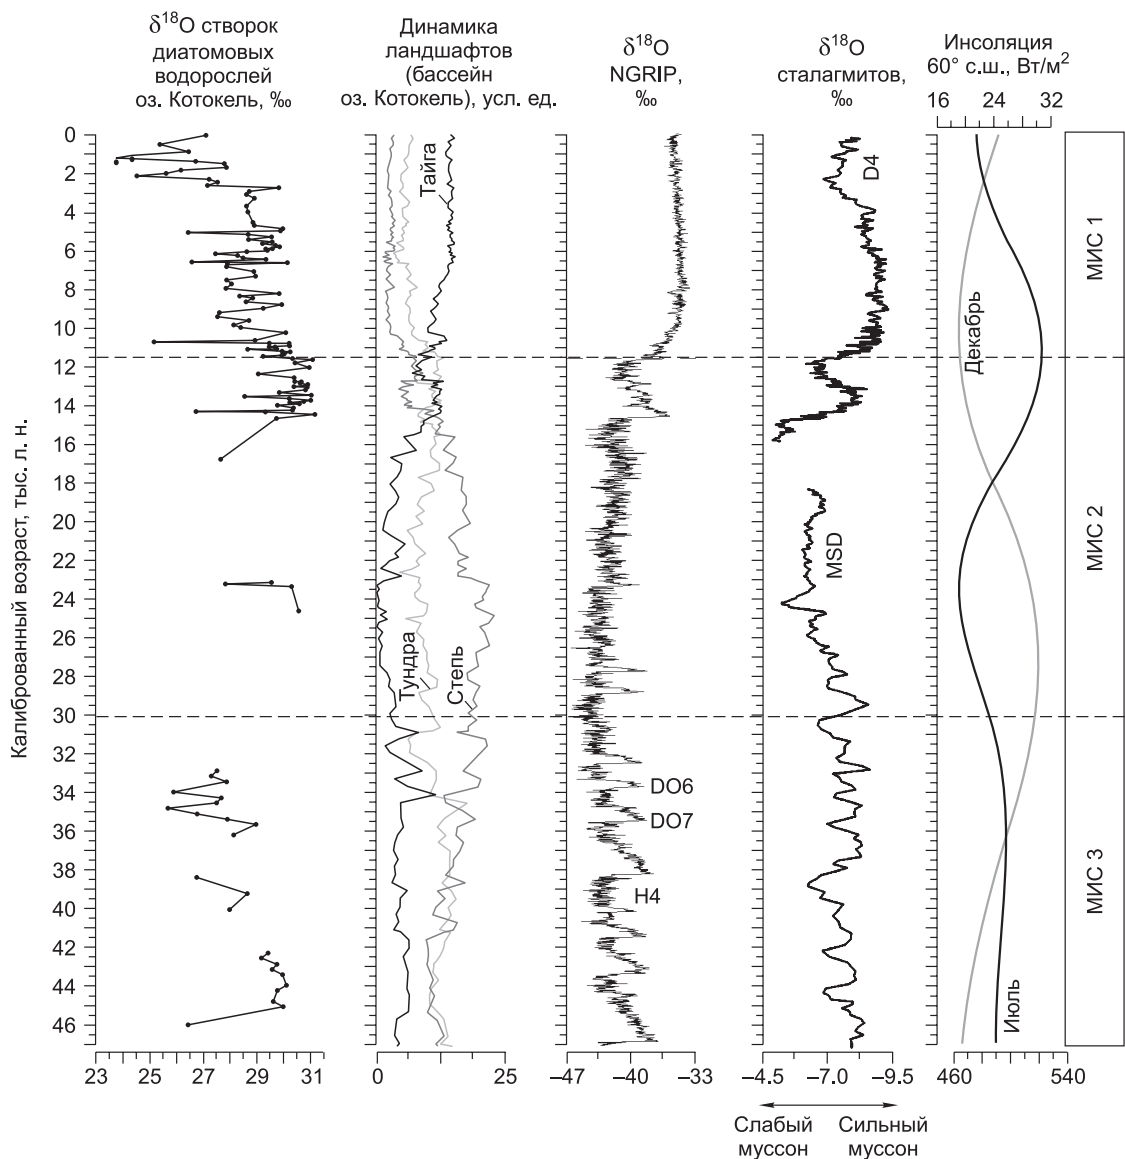 δ¹⁸O створок
диатомовых
водорослей
оз. Котокель, ‰
Динамика
ландшафтов
(бассейн
оз. Котокель), усл. ед.
δ¹⁸O
NGRIP,
‰
δ¹⁸O
сталагмитов,
‰
Инсоляция
60° с.ш., Вт/м²
16 24 32
Калиброванный возраст, тыс. л. н.
0
2
4
6
8
10
12
14
16
18
20
22
24
26
28
30
32
34
36
38
40
42
44
46
Тайга
Тундра
Степь
DO6
DO7
H4
D4
MSD
Декабрь
Июль
МИС 1
МИС 2
МИС 3
23 25 27 29 31
0 25
–47 –40 –33
–4.5 –7.0 –9.5
460 540
Слабый
муссон
Сильный
муссон